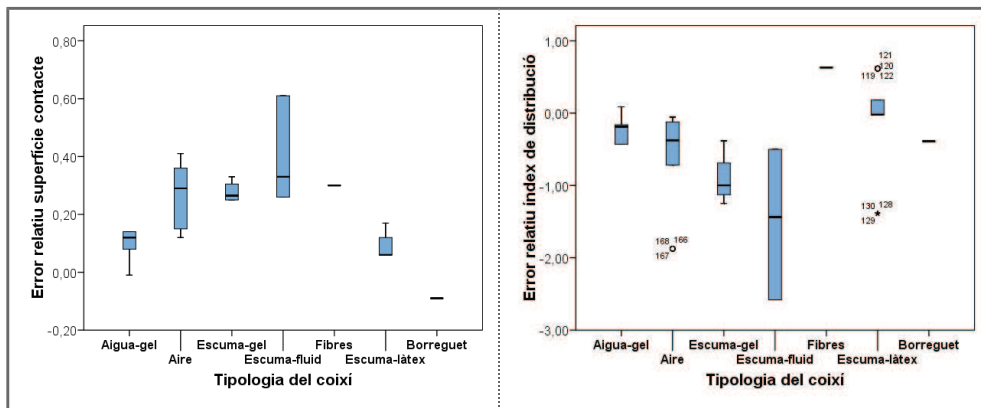 Error relatiu superfície contacte
0,80
0,60
0,40
0,20
0,00
-0,20
Aigua-gel Escuma-gel Fibres Borreguet
Aire Escuma-fluid Escuma-làtex
Tipologia del coixí
Error relatiu índex de distribució
1,00
0,00
-1,00
-2,00
-3,00
121
120
119 122
130 128
129
168 166
167
Aigua-gel Escuma-gel Fibres Borreguet
Aire Escuma-fluid Escuma-làtex
Tipologia del coixí